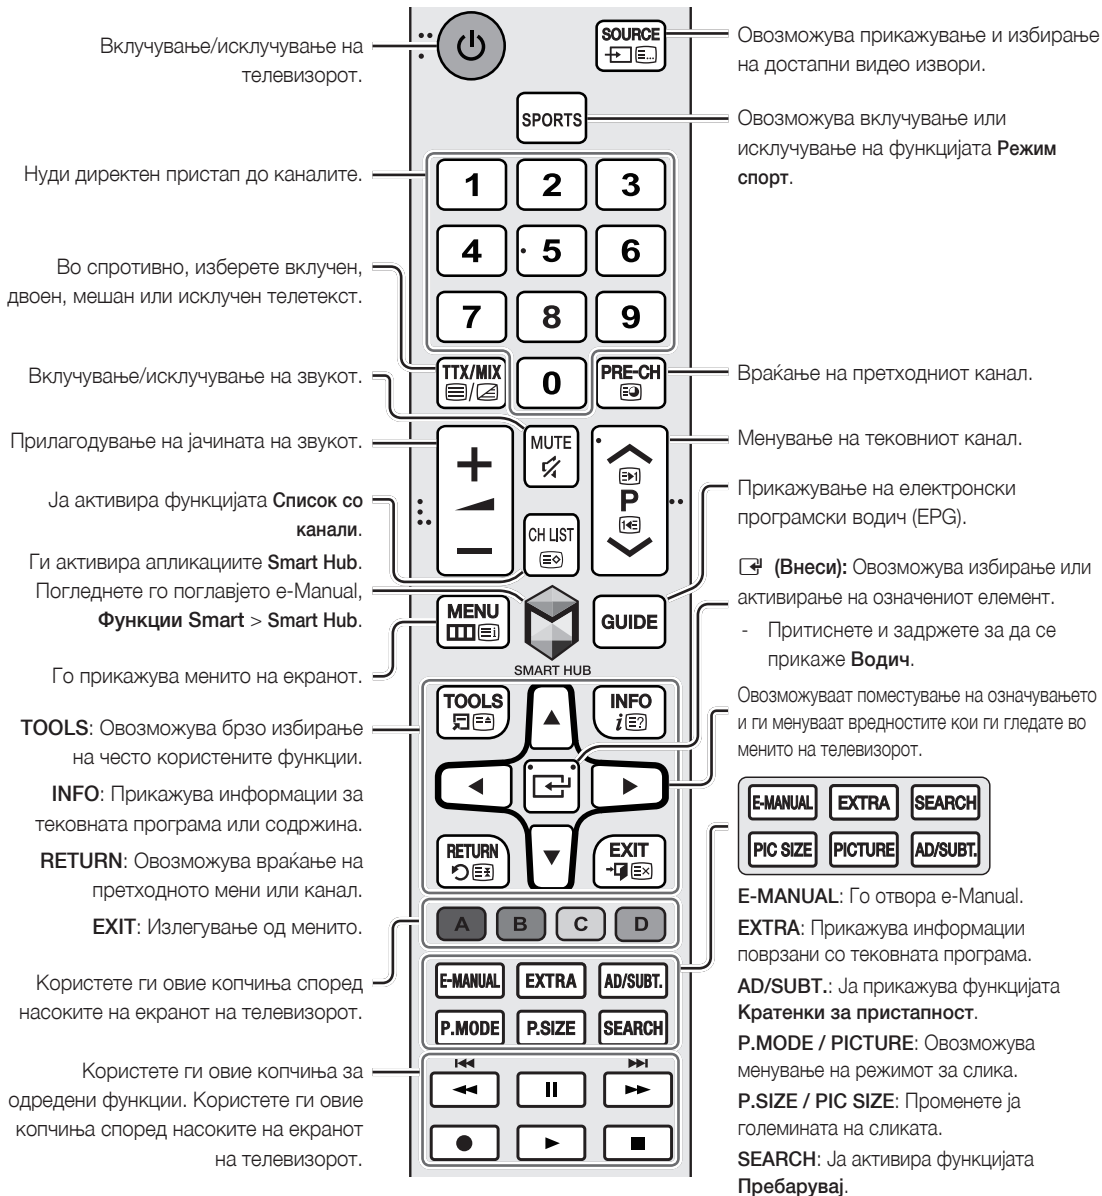 Вклучување/исклучување на
телевизорот.
Нуди директен пристап до каналите.
Во спротивно, изберете вклучен,
двоен, мешан или исклучен телетекст.
Вклучување/исклучување на звукот.
Прилагодување на јачината на звукот.
Ја активира функцијата Список со
канали.
Ги активира апликациите Smart Hub.
Погледнете го поглавјето e-Manual,
Функции Smart > Smart Hub.
Го прикажува менито на екранот.
TOOLS: Овозможува брзо избирање
на често користените функции.
INFO: Прикажува информации за
тековната програма или содржина.
RETURN: Овозможува враќање на
претходното мени или канал.
EXIT: Излегување од менито.
Користете ги овие копчиња според
насоките на екранот на телевизорот.
Користете ги овие копчиња за
одредени функции. Користете ги овие
копчиња според насоките на екранот
на телевизорот.
SOURCE
SPORTS
1 2 3
4 5 6
7 8 9
TTX/MIX 0 PRE-CH
MUTE
P
CH LIST
MENU GUIDE
SMART HUB
TOOLS INFO
RETURN EXIT
A B C D
E-MANUAL EXTRA AD/SUBT.
P.MODE P.SIZE SEARCH
Овозможува прикажување и избирање
на достапни видео извори.
Овозможува вклучување или
исклучување на функцијата Режим
спорт.
Враќање на претходниот канал.
Менување на тековниот канал.
Прикажување на електронски
програмски водич (EPG).
(Внеси): Овозможува избирање или
активирање на означениот елемент.
- Притиснете и задржете за да се
прикаже Водич.
Овозможуваат поместување на означувањето
и ги менуваат вредностите кои ги гледате во
менито на телевизорот.
E-MANUAL EXTRA SEARCH
PIC SIZE PICTURE AD/SUBT.
E-MANUAL: Го отвора e-Manual.
EXTRA: Прикажува информации
поврзани со тековната програма.
AD/SUBT.: Ја прикажува функцијата
Кратенки за пристапност.
P.MODE / PICTURE: Овозможува
менување на режимот за слика.
P.SIZE / PIC SIZE: Променете ја
големината на сликата.
SEARCH: Ја активира функцијата
Пребарувај.